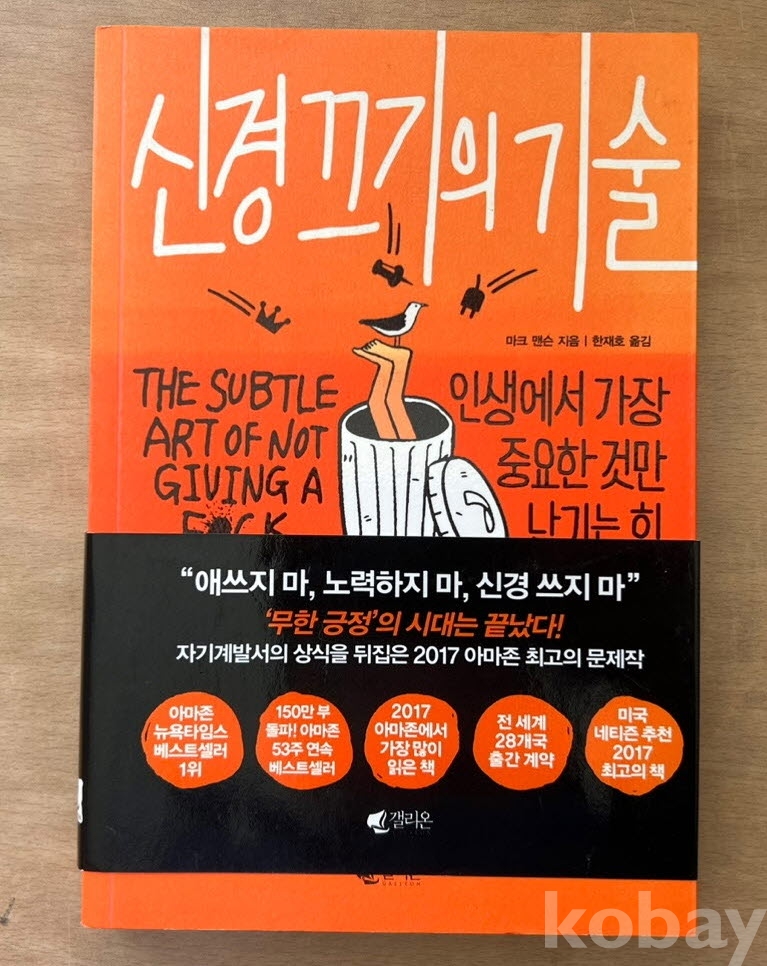 신경 끄기의 기술
마크 맨슨 지음 | 한재호 옮김
THE SUBTLE
ART OF NOT
GIVING A
F CK
인생에서 가장
중요한 것만
남기는 힘
"애쓰지 마, 노력하지 마, 신경 쓰지 마"
'무한 긍정'의 시대는 끝났다!
자기계발서의 상식을 뒤집은 2017 아마존 최고의 문제작
아마존
뉴욕타임스
베스트셀러
1위
150만 부
돌파! 아마존
53주 연속
베스트셀러
2017
아마존에서
가장 많이
읽은 책
전 세계
28개국
출간 계약
미국
네티즌 추천
2017
최고의 책
갤리온
kobay